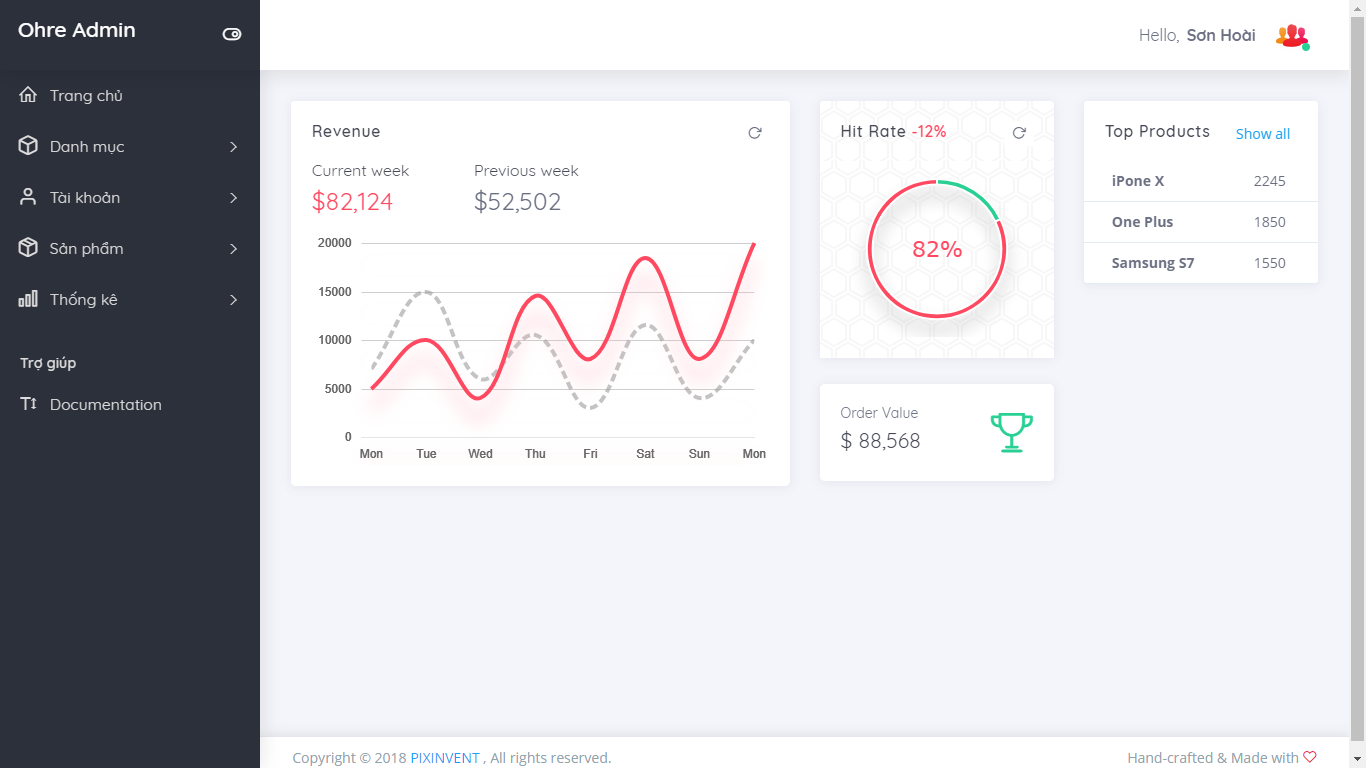 Ohre Admin
Hello, Sơn Hoài
Trang chủ
Danh mục
Tài khoản
Sản phẩm
Thống kê
Trợ giúp
Documentation
Revenue
Current week
$82,124
Previous week
$52,502
20000
15000
10000
5000
0
Mon Tue Wed Thu Fri Sat Sun Mon
Hit Rate -12%
82%
Order Value
$ 88,568
Top Products Show all
iPone X 2245
One Plus 1850
Samsung S7 1550
Copyright © 2018 PIXINVENT , All rights reserved.
Hand-crafted & Made with